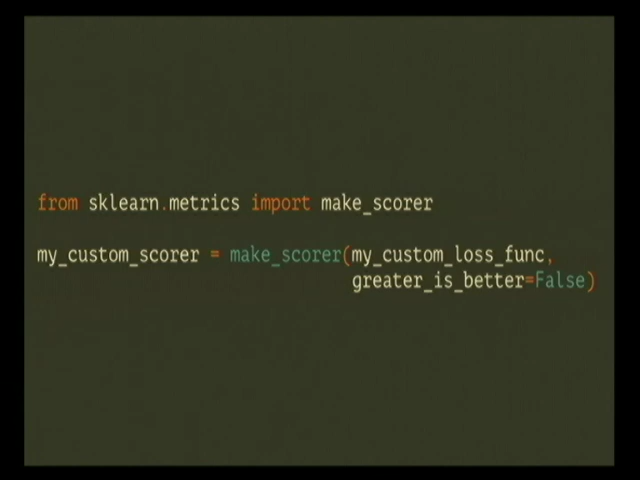 from sklearn.metrics import make_scorer
my_custom_scorer = make_scorer(my_custom_loss_func,
greater_is_better=False)